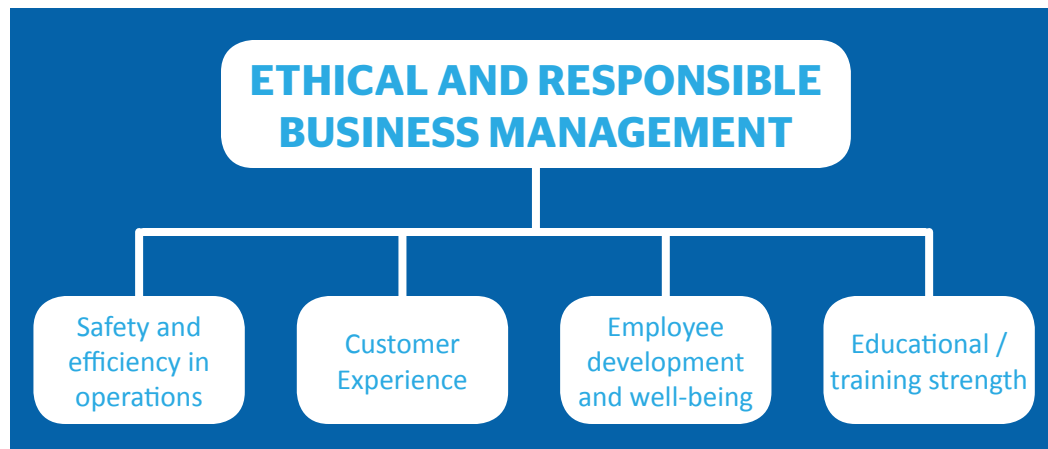 ETHICAL AND RESPONSIBLE
BUSINESS MANAGEMENT
Safety and
efficiency in
operations
Customer
Experience
Employee
development
and well-being
Educational /
training strength